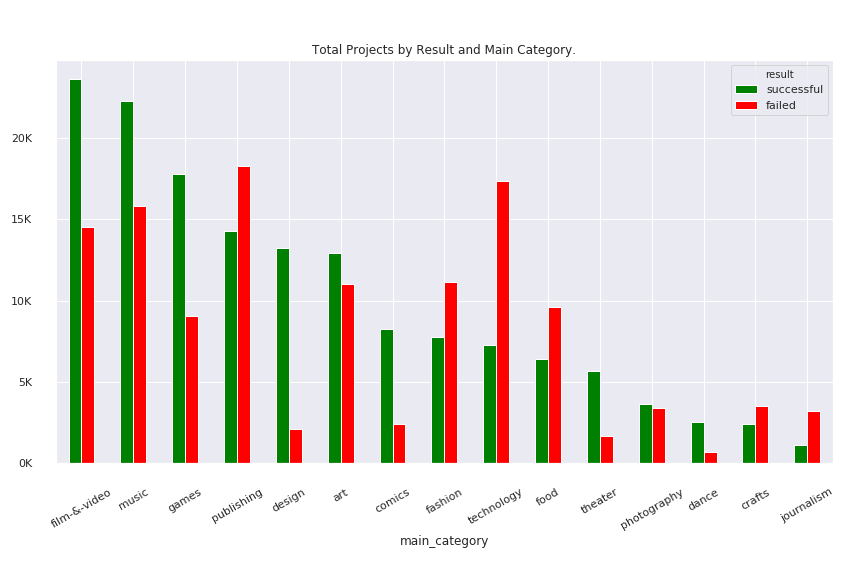 Total Projects by Result and Main Category.
result
successful
failed
20K
15K
10K
5K
0K
film-&-video
music
games
publishing
design
art
comics
fashion
technology
food
theater
photography
dance
crafts
journalism
main_category